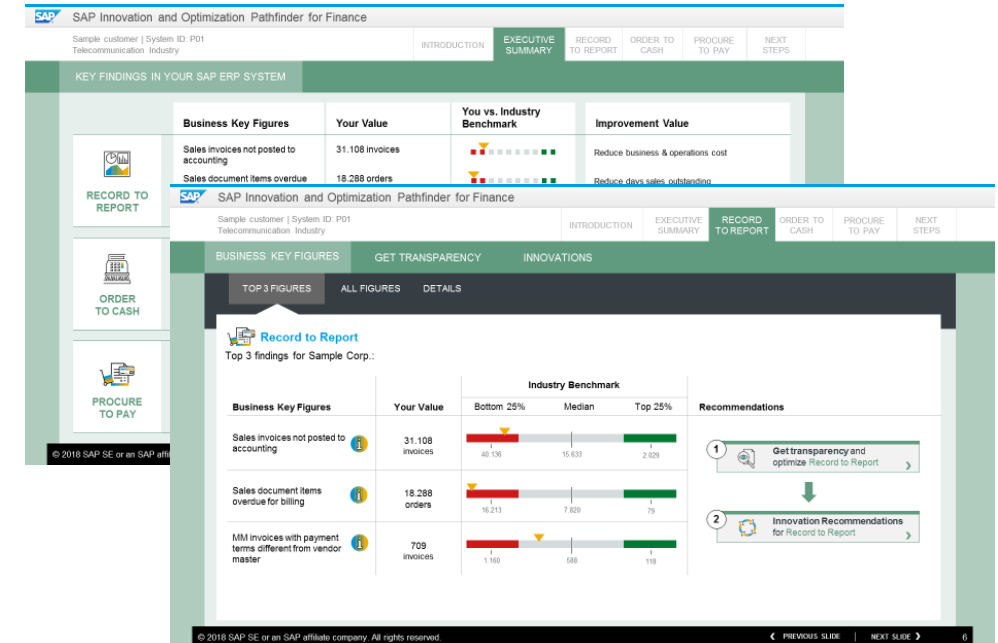 SAP SAP Innovation and Optimization Pathfinder for Finance
Sample customer | System ID: P01
Telecommunication Industry
INTRODUCTION
EXECUTIVE
SUMMARY
RECORD
TO REPORT
ORDER TO
CASH
PROCURE
TO PAY
NEXT
STEPS
KEY FINDINGS IN YOUR SAP ERP SYSTEM
Business Key Figures
Your Value
You vs. Industry
Benchmark
Improvement Value
Sales invoices not posted to
accounting
31.108 invoices
Reduce business & operations cost
Sales document items overdue
18.288 orders
Reduce days sales outstanding
RECORD TO
REPORT
ORDER
TO CASH
PROCURE
TO PAY
© 2018 SAP SE or an SAP
SAP SAP Innovation and Optimization Pathfinder for Finance
Sample customer | System ID: P01
Telecommunication Industry
INTRODUCTION
EXECUTIVE
SUMMARY
RECORD
TO REPORT
ORDER TO
CASH
PROCURE
TO PAY
NEXT
STEPS
BUSINESS KEY FIGURES GET TRANSPARENCY INNOVATIONS
TOP 3 FIGURES ALL FIGURES DETAILS
Record to Report
Top 3 findings for Sample Corp.:
Industry Benchmark
Business Key Figures Your Value Bottom 25% Median Top 25% Recommendations
Sales invoices not posted to
accounting
i
31.108
invoices
40.136 15.633 2.029
Sales document items
overdue for billing
i
18.288
orders
16.213 7.820 79
MM invoices with payment
terms different from vendor
master
i
709
invoices
1.160 588 118
1
Get transparency and
optimize Record to Report
2
Innovation Recommendations
for Record to Report
© 2018 SAP SE or an SAP affiliate company. All rights reserved.
PREVIOUS SLIDE | NEXT SLIDE 6